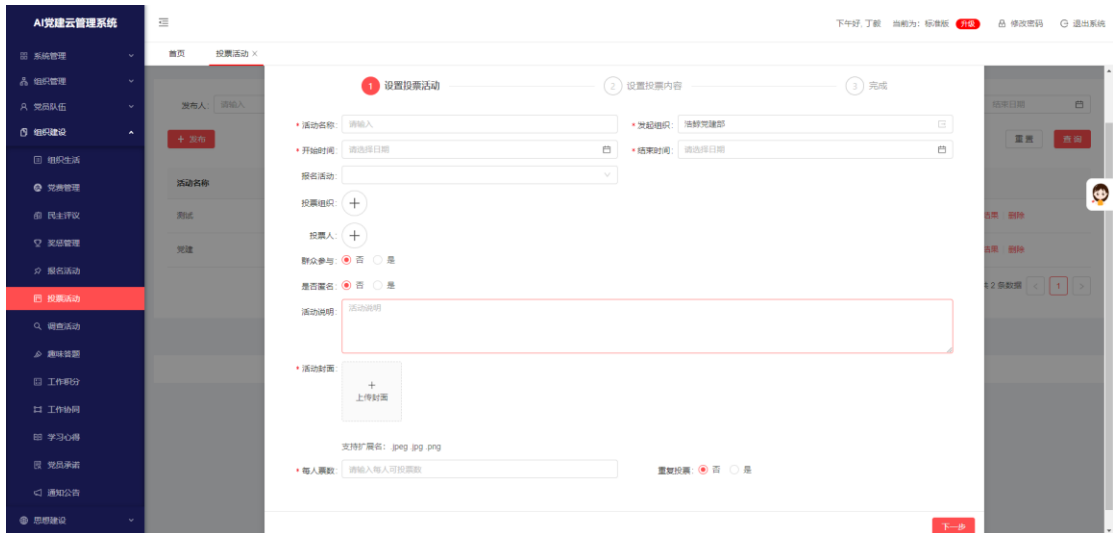 AI党建云管理系统
下午好, 丁毅 当前为：标准版 升级 修改密码 退出系统
系统管理
组织管理
党员队伍
组织建设
组织生活
党费管理
民主评议
奖惩管理
报名活动
投票活动
调查活动
趣味答题
工作积分
工作协同
学习心得
党员承诺
通知公告
思想建设
首页 投票活动 ×
发布人: 请输入
结束日期
+ 发布
重置 查询
活动名称
测试
结果 删除
党建
结果 删除
共 2 条数据 < 1 >
1 设置投票活动 2 设置投票内容 3 完成
* 活动名称: 请输入 * 发起组织: 浩鲸党建部
* 开始时间: 请选择日期 * 结束时间: 请选择日期
报名活动:
投票组织: +
投票人: +
群众参与: 否 是
是否匿名: 否 是
活动说明: 活动说明
* 活动封面:
+
上传封面
支持扩展名: .jpeg .jpg .png
* 每人票数: 请输入每人可投票数 重复投票: 否 是
下一步